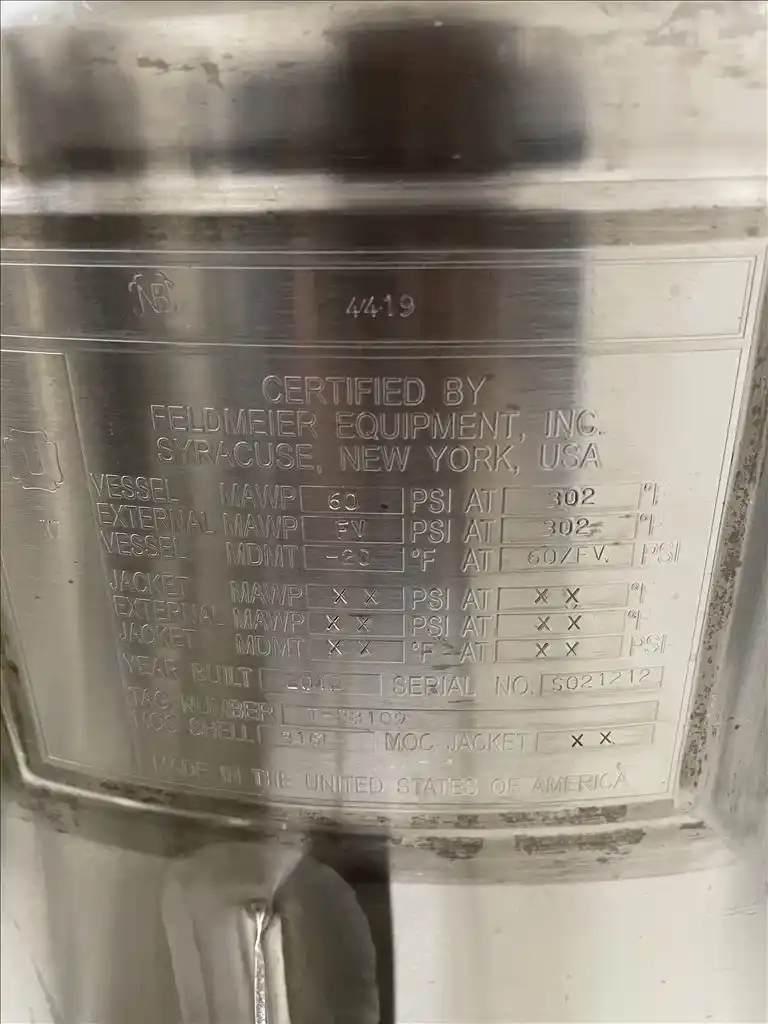 NB 4419
CERTIFIED BY
FELDMEIER EQUIPMENT, INC.
SYRACUSE, NEW YORK, USA
U
VESSEL MAWP 60 PSI AT 302 °F
EXTERNAL MAWP FV PSI AT 302 °F
VESSEL MDMT -20 °F AT 60/FV. PSI
JACKET MAWP X X PSI AT X X °F
EXTERNAL MAWP X X PSI AT X X °F
JACKET MDMT X X °F AT X X PSI
YEAR BUILT SERIAL NO. S021212
TAG NUMBER
MOC SHELL 316L MOC JACKET X X
MADE IN THE UNITED STATES OF AMERICA